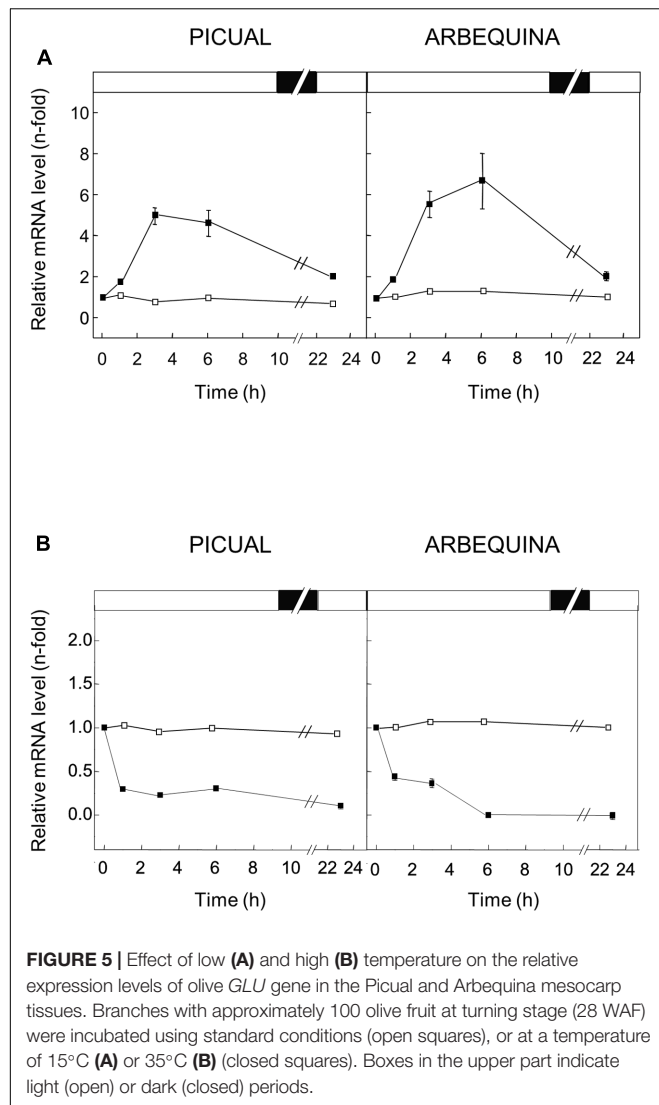 PICUAL ARBEQUINA
A
Relative mRNA level (n-fold)
10
8
6
4
2
0
0 2 4 6 8 10 22 24 0 2 4 6 8 10 22 24
Time (h) Time (h)
B
PICUAL ARBEQUINA
Relative mRNA level (n-fold)
2.0
1.5
1.0
0.5
0.0
0 2 4 6 8 10 22 24 0 2 4 6 8 10 22 24
Time (h) Time (h)
FIGURE 5 | Effect of low (A) and high (B) temperature on the relative
expression levels of olive GLU gene in the Picual and Arbequina mesocarp
tissues. Branches with approximately 100 olive fruit at turning stage (28 WAF)
were incubated using standard conditions (open squares), or at a temperature
of 15°C (A) or 35°C (B) (closed squares). Boxes in the upper part indicate
light (open) or dark (closed) periods.